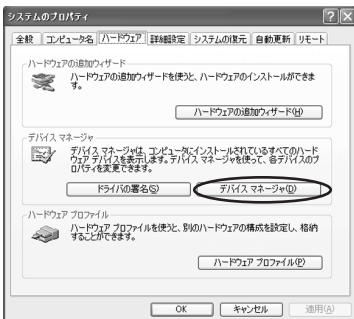 システムのプロパティ
全般 コンピュータ名 ハードウェア 詳細設定 システムの復元 自動更新 リモート
ハードウェアの追加ウィザード
ハードウェアの追加ウィザードを使うと、ハードウェアのインストールができま
す。
ハードウェアの追加ウィザード(H)
デバイス マネージャ
デバイス マネージャは、コンピュータにインストールされているすべてのハード
ウェア デバイスを表示します。デバイス マネージャを使って、各デバイスのプ
ロパティを変更できます。
ドライバの署名(S) デバイス マネージャ(D)
ハードウェア プロファイル
ハードウェア プロファイルを使うと、別のハードウェアの構成を設定し、格納
することができます。
ハードウェア プロファイル(P)
OK キャンセル 適用(A)